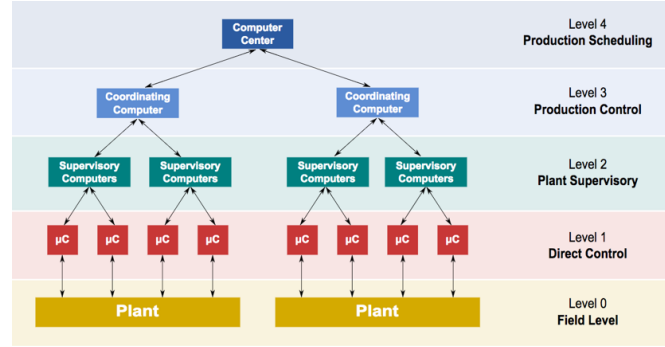 Computer
Center
Level 4
Production Scheduling
Coordinating
Computer
Coordinating
Computer
Level 3
Production Control
Supervisory
Computers
Supervisory
Computers
Supervisory
Computers
Supervisory
Computers
Level 2
Plant Supervisory
µC
µC
µC
µC
µC
µC
µC
µC
Level 1
Direct Control
Plant
Plant
Level 0
Field Level